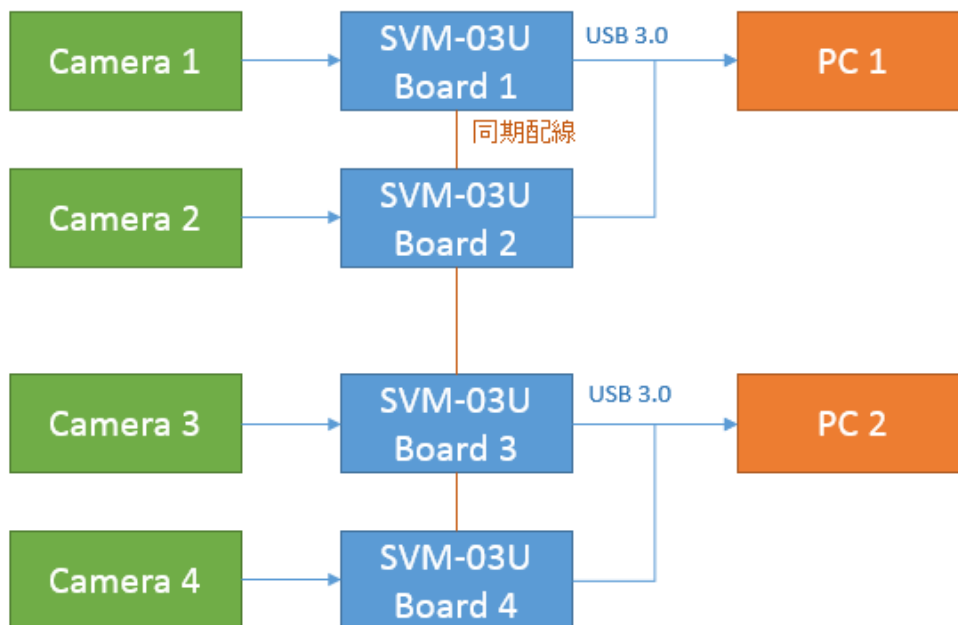 Camera 1
SVM-03U
Board 1
USB 3.0
PC 1
同期配線
Camera 2
SVM-03U
Board 2
Camera 3
SVM-03U
Board 3
USB 3.0
PC 2
Camera 4
SVM-03U
Board 4